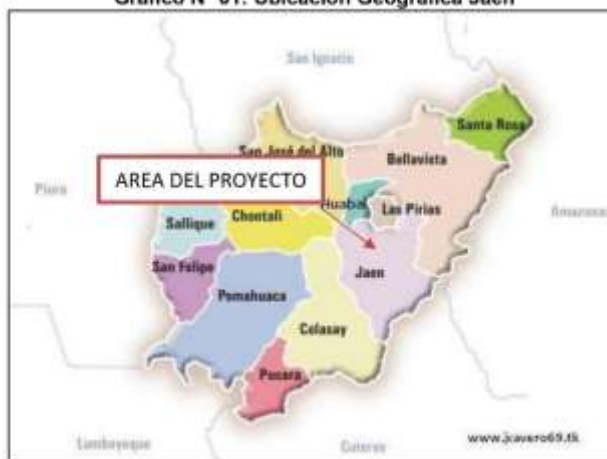 Gráfico N° 01: Ubicación Geográfica Jaén
San Ignacio
Santa Rosa
San José del Alto
Bellavista
AREA DEL PROYECTO
Piura
Huabal
Las Pirias
Amazonas
Sallique
Chontali
San Felipe
Jaen
Pomahuaca
Colasay
Pucara
Lambayeque
Cutervo
www.jcavero69.tk